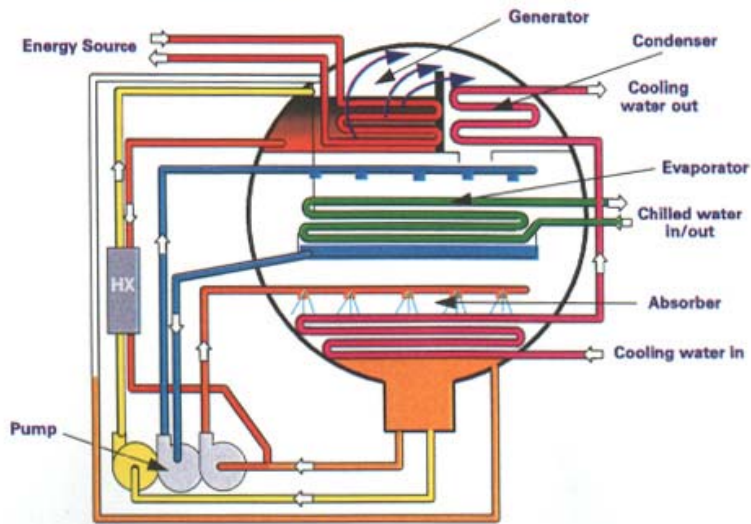 Generator
Energy Source
Condenser
Cooling
water out
Evaporator
Chilled water
in/out
HX
Absorber
Cooling water in
Pump